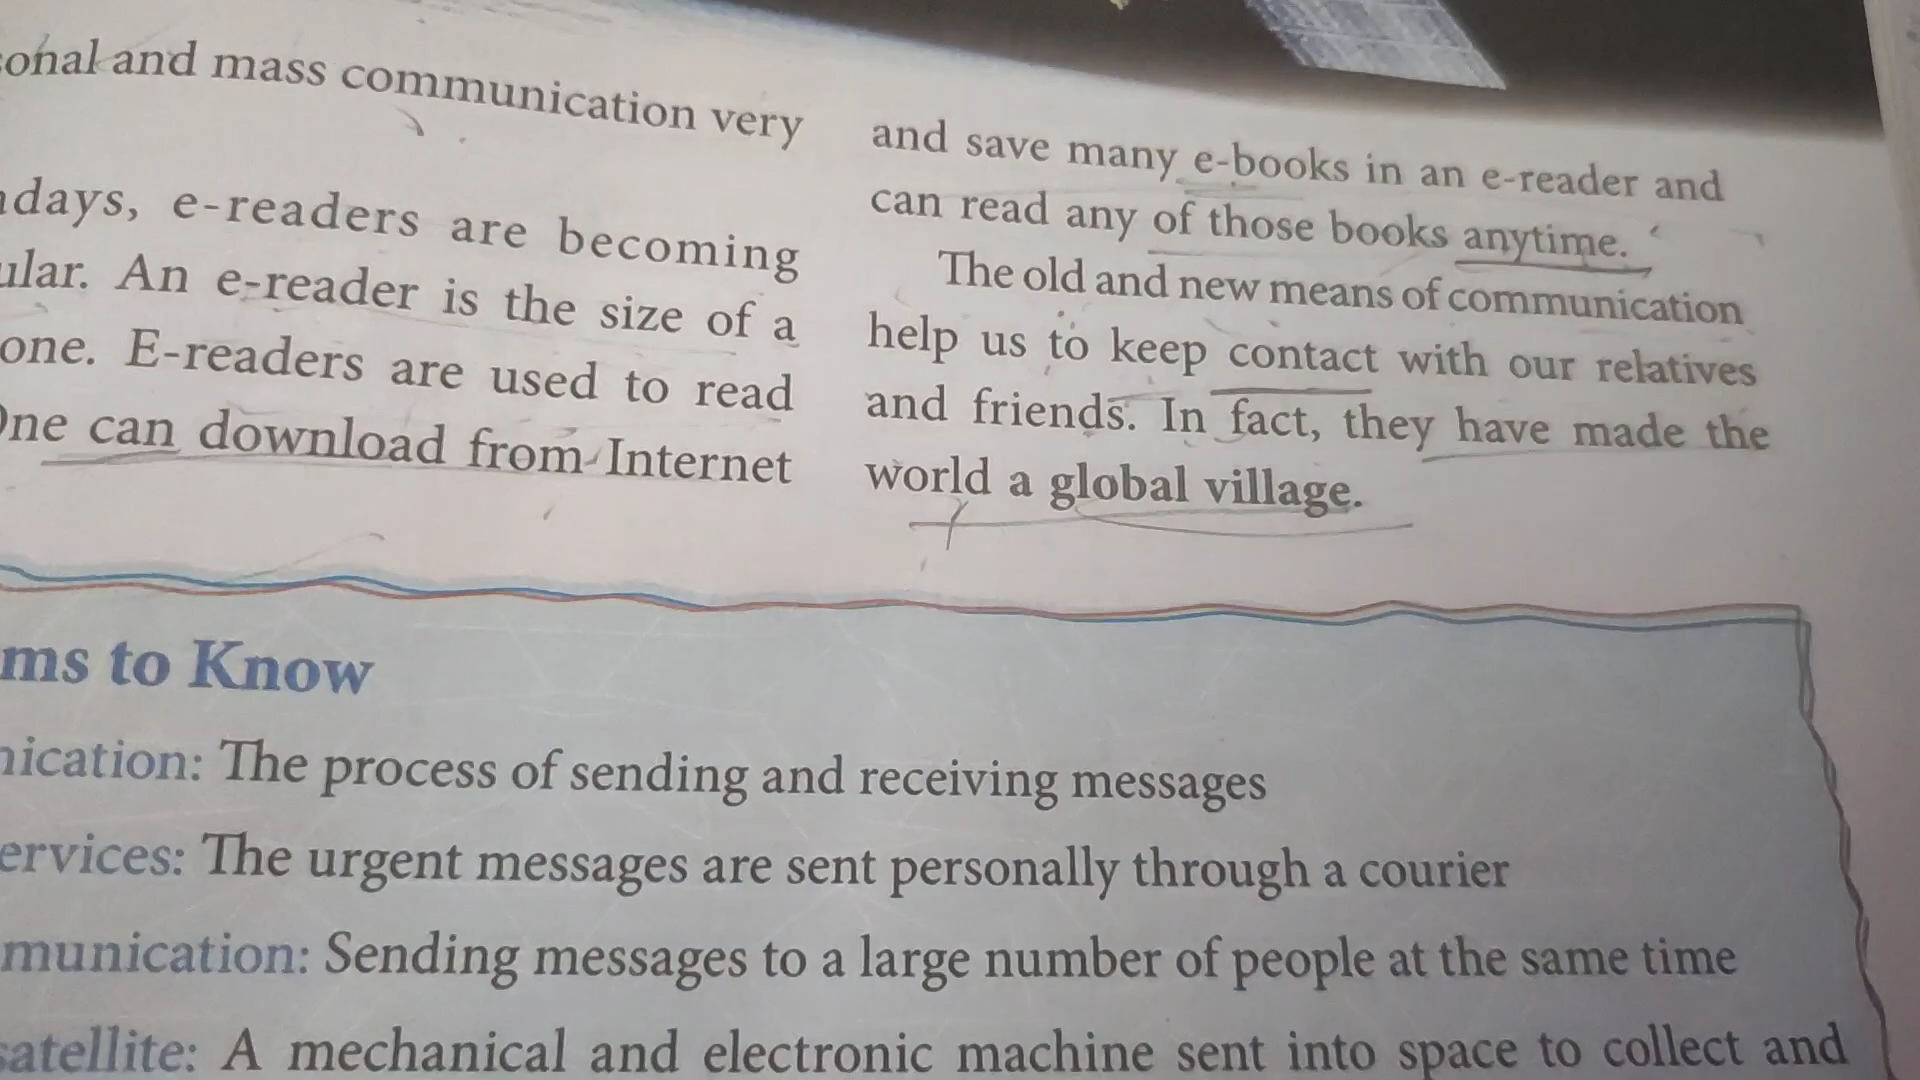 onal and mass communication very
days, e-readers are becoming
ular. An e-reader is the size of a
one. E-readers are used to read
One can download from Internet
and save many e-books in an e-reader and
can read any of those books anytime.
The old and new means of communication
help us to keep contact with our relatives
and friends. In fact, they have made the
world a global village.
ms to Know
nication: The process of sending and receiving messages
ervices: The urgent messages are sent personally through a courier
munication: Sending messages to a large number of people at the same time
satellite: A mechanical and electronic machine sent into space to collect and